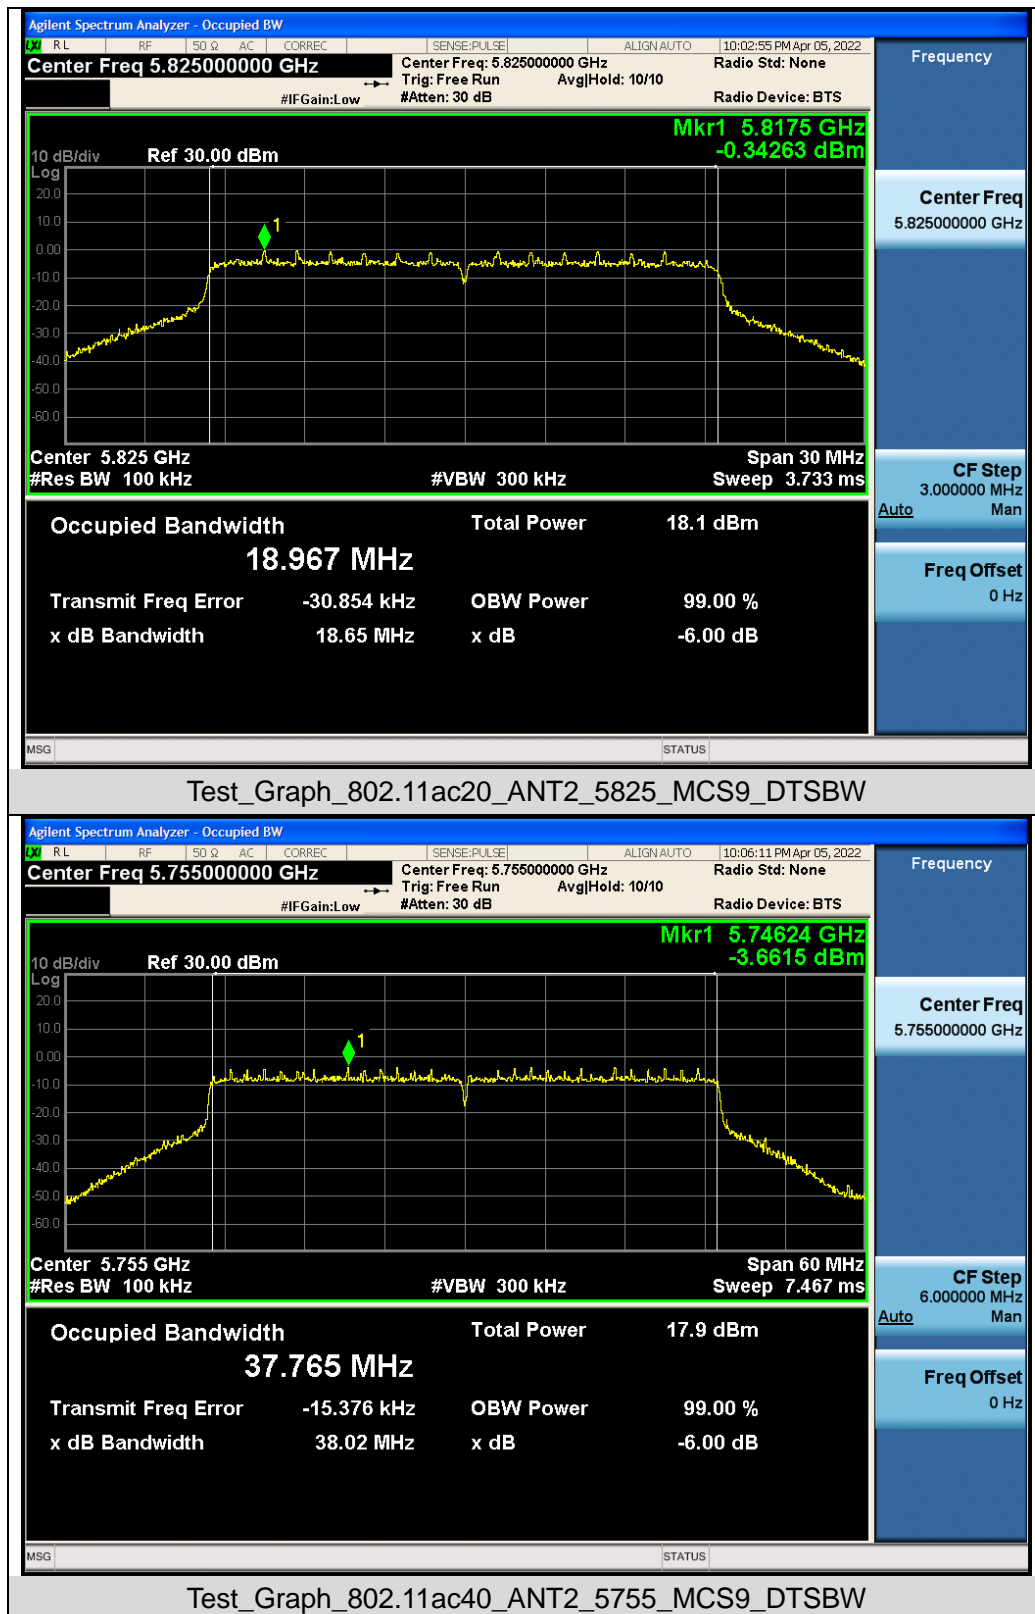 Agilent Spectrum Analyzer - Occupied BW
LXI RL RF 50 Ω AC CORREC SENSE:PULSE ALIGN AUTO 10:02:55 PM Apr 05, 2022
Center Freq 5.825000000 GHz Center Freq: 5.825000000 GHz Radio Std: None
Trig: Free Run Avg|Hold: 10/10
#IFGain:Low #Atten: 30 dB Radio Device: BTS
Frequency
Mkr1 5.8175 GHz
-0.34263 dBm
10 dB/div Ref 30.00 dBm
Log
20.0
10.0
0.00
-10.0
-20.0
-30.0
-40.0
-50.0
-60.0
1
Center 5.825 GHz Span 30 MHz
#Res BW 100 kHz #VBW 300 kHz Sweep 3.733 ms
Center Freq
5.825000000 GHz
CF Step
3.000000 MHz
Auto Man
Freq Offset
0 Hz
Occupied Bandwidth Total Power 18.1 dBm
18.967 MHz
Transmit Freq Error -30.854 kHz OBW Power 99.00 %
x dB Bandwidth 18.65 MHz x dB -6.00 dB
MSG STATUS
Test_Graph_802.11ac20_ANT2_5825_MCS9_DTSBW
Agilent Spectrum Analyzer - Occupied BW
LXI RL RF 50 Ω AC CORREC SENSE:PULSE ALIGN AUTO 10:06:11 PM Apr 05, 2022
Center Freq 5.755000000 GHz Center Freq: 5.755000000 GHz Radio Std: None
Trig: Free Run Avg|Hold: 10/10
#IFGain:Low #Atten: 30 dB Radio Device: BTS
Frequency
Mkr1 5.74624 GHz
-3.6615 dBm
10 dB/div Ref 30.00 dBm
Log
20.0
10.0
0.00
-10.0
-20.0
-30.0
-40.0
-50.0
-60.0
1
Center 5.755 GHz Span 60 MHz
#Res BW 100 kHz #VBW 300 kHz Sweep 7.467 ms
Center Freq
5.755000000 GHz
CF Step
6.000000 MHz
Auto Man
Freq Offset
0 Hz
Occupied Bandwidth Total Power 17.9 dBm
37.765 MHz
Transmit Freq Error -15.376 kHz OBW Power 99.00 %
x dB Bandwidth 38.02 MHz x dB -6.00 dB
MSG STATUS
Test_Graph_802.11ac40_ANT2_5755_MCS9_DTSBW